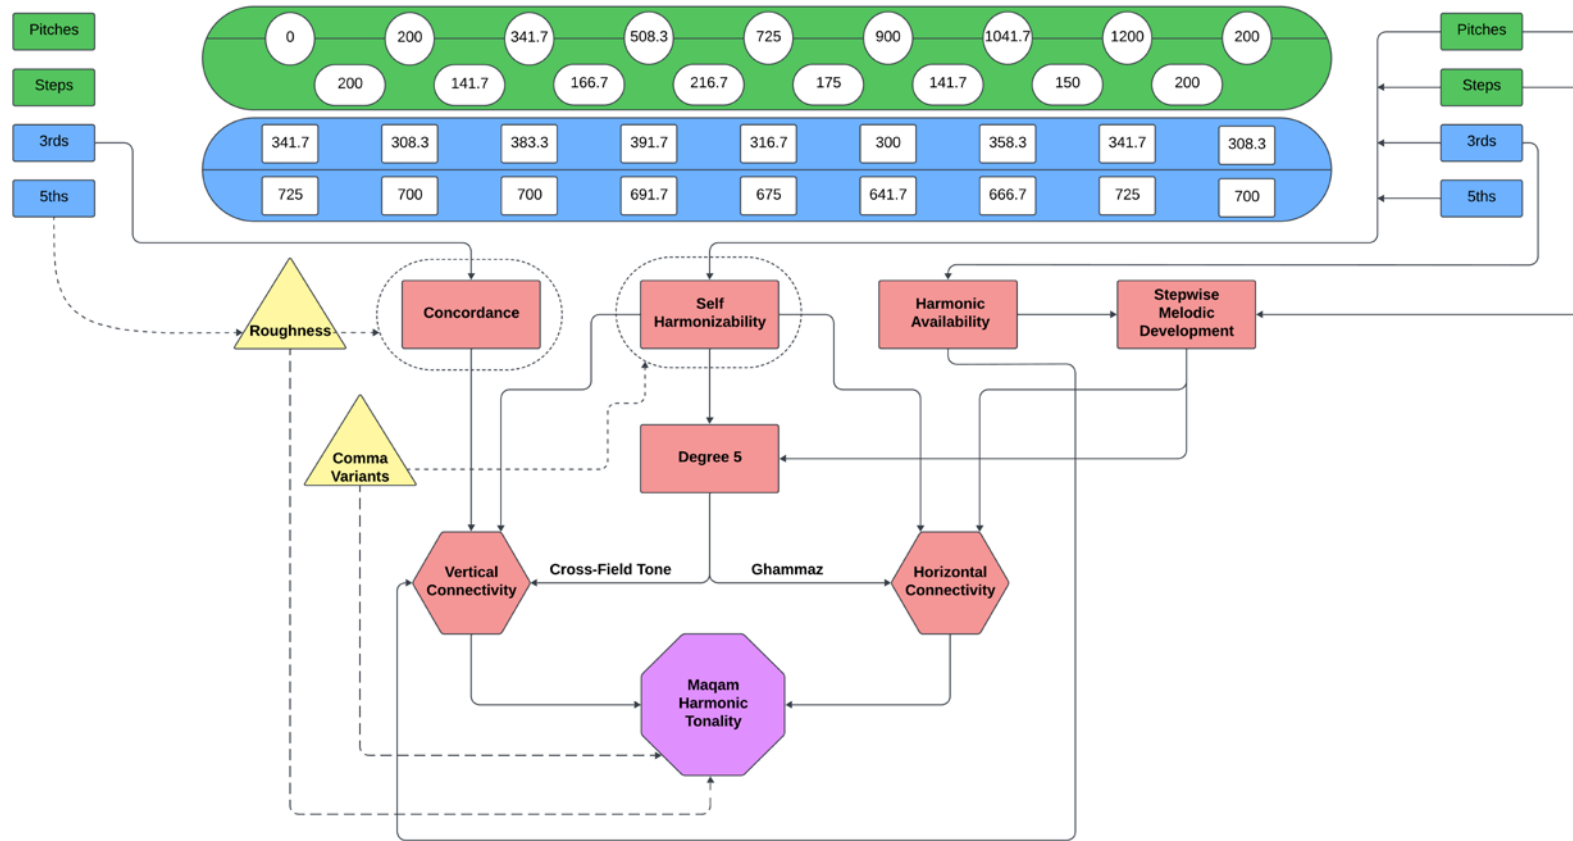 Pitches
0 200 341.7 508.3 725 900 1041.7 1200 200
Pitches
Steps
200 141.7 166.7 216.7 175 141.7 150 200
Steps
3rds
341.7 308.3 383.3 391.7 316.7 300 358.3 341.7 308.3
3rds
5ths
725 700 700 691.7 675 641.7 666.7 725 700
5ths
Roughness
Concordance
Self
Harmonizability
Harmonic
Availability
Stepwise
Melodic
Development
Comma
Variants
Degree 5
Vertical
Connectivity
Cross-Field Tone
Ghammaz
Horizontal
Connectivity
Maqam
Harmonic
Tonality